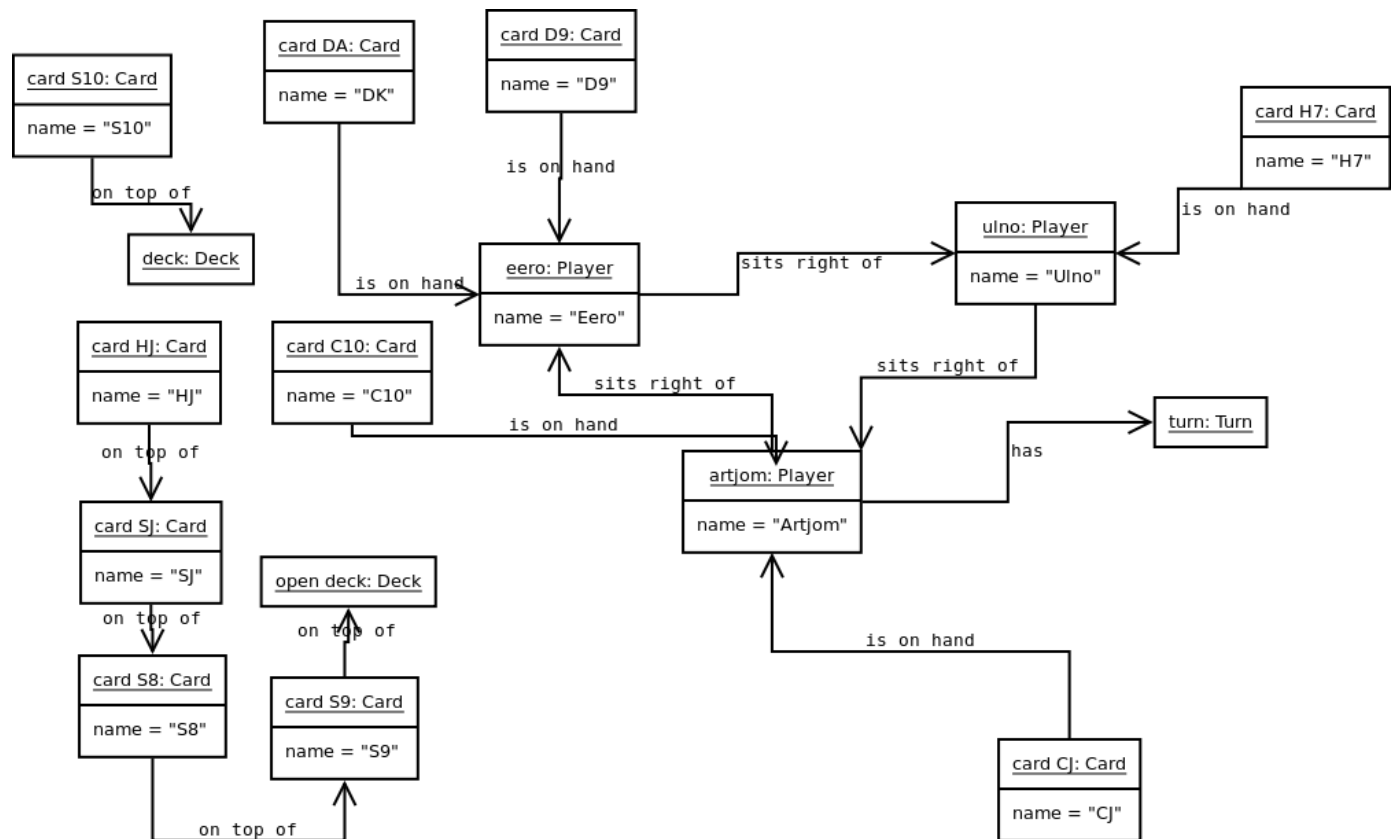 card S10: Card
name = "S10"
on top of
deck: Deck
card DA: Card
name = "DK"
is on hand
card D9: Card
name = "D9"
is on hand
eero: Player
name = "Eero"
sits right of
ulno: Player
name = "Ulno"
card H7: Card
name = "H7"
is on hand
sits right of
sits right of
card HJ: Card
name = "HJ"
on top of
card C10: Card
name = "C10"
is on hand
artjom: Player
name = "Artjom"
has
turn: Turn
card SJ: Card
name = "SJ"
on top of
open deck: Deck
on top of
card S8: Card
name = "S8"
on top of
card S9: Card
name = "S9"
is on hand
card CJ: Card
name = "CJ"